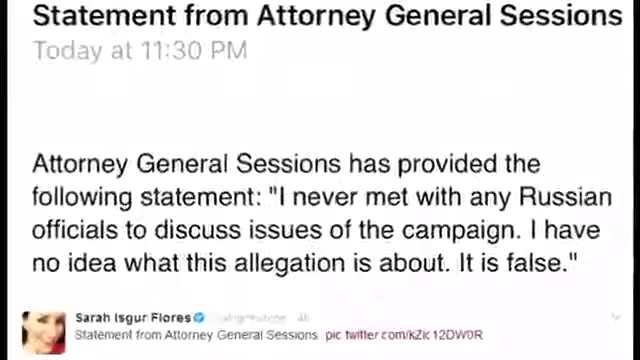 Statement from Attorney General Sessions
Today at 11:30 PM
Attorney General Sessions has provided the
following statement: "I never met with any Russian
officials to discuss issues of the campaign. I have
no idea what this allegation is about. It is false."
Sarah Isgur Flores 4h
Statement from Attorney General Sessions pic twitter.com/kZic12DW0R